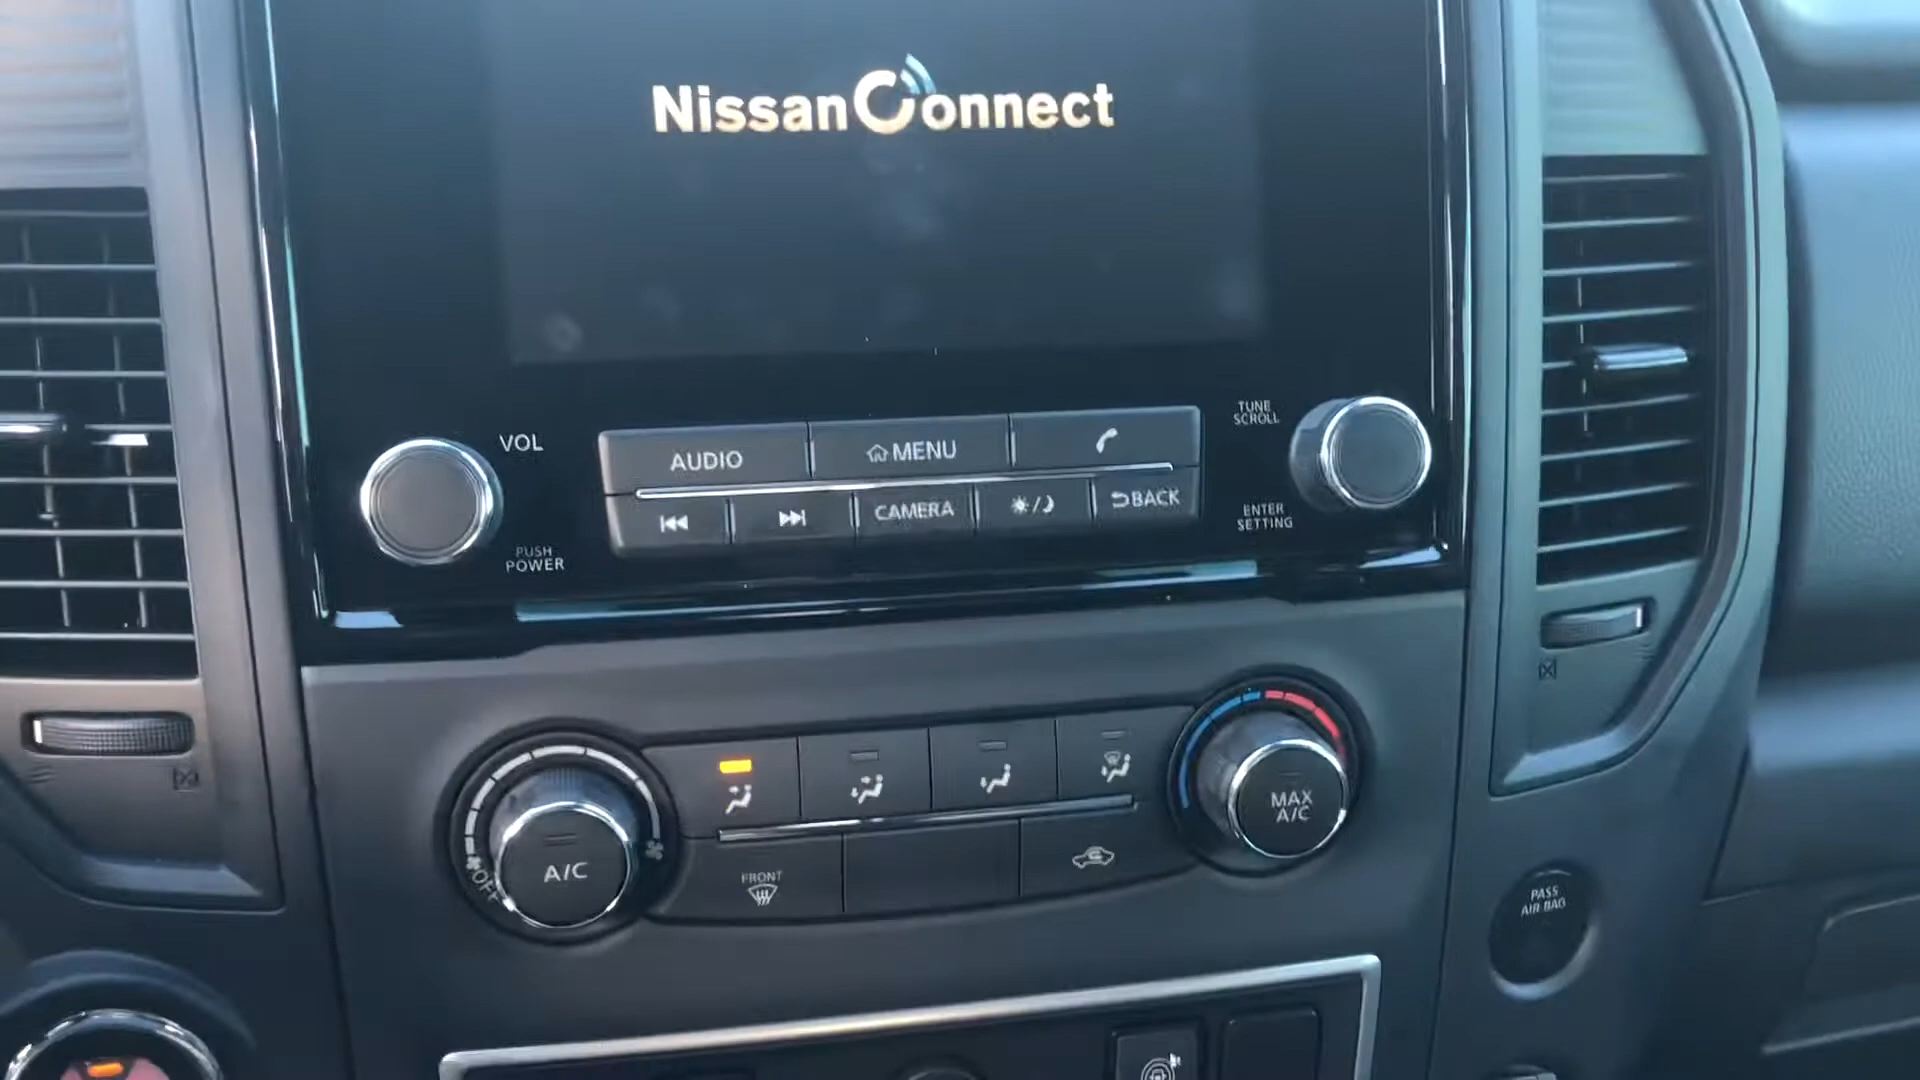 NissanConnect
VOL
PUSH
POWER
AUDIO
MENU
CAMERA
BACK
TUNE
SCROLL
ENTER
SETTING
OFF
A/C
FRONT
MAX
A/C
PASS
AIR BAG